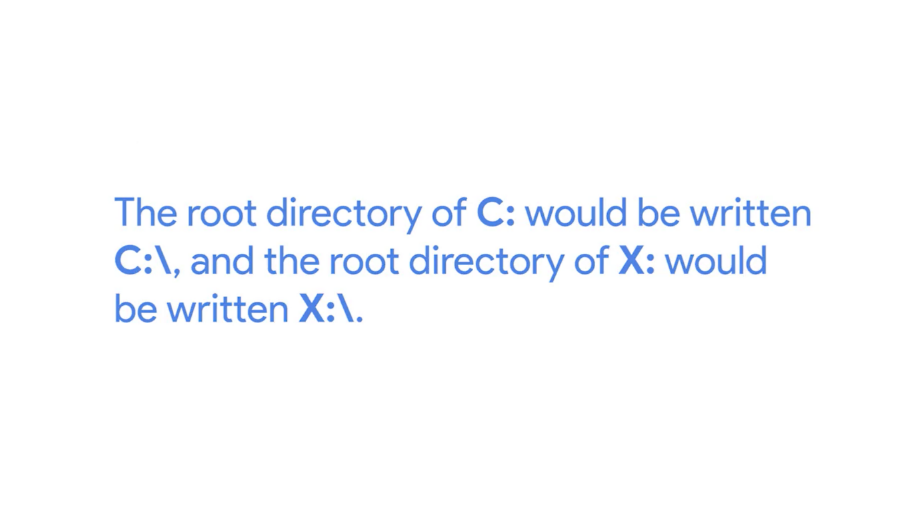 The root directory of C: would be written
C:\, and the root directory of X: would
be written X:\.